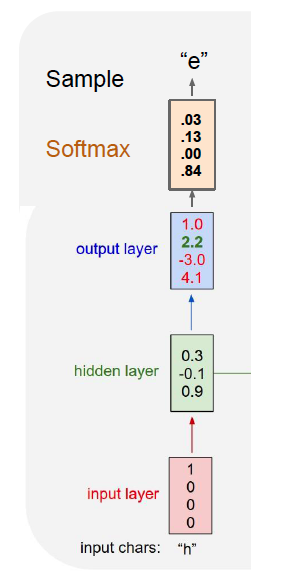 “e”
Sample
.03
.13
.00
.84
Softmax
1.0
2.2
-3.0
4.1
output layer
0.3
-0.1
0.9
hidden layer
1
0
0
0
input layer
input chars: “h”